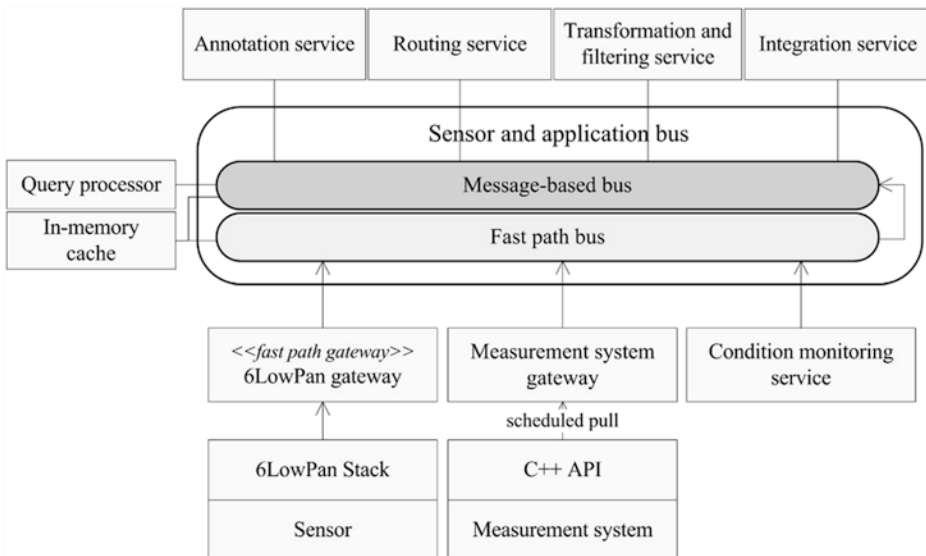 Annotation service
Routing service
Transformation and
filtering service
Integration service
Sensor and application bus
Query processor
Message-based bus
In-memory
cache
Fast path bus
<<fast path gateway>>
6LowPan gateway
Measurement system
gateway
Condition monitoring
service
scheduled pull
6LowPan Stack
C++ API
Sensor
Measurement system